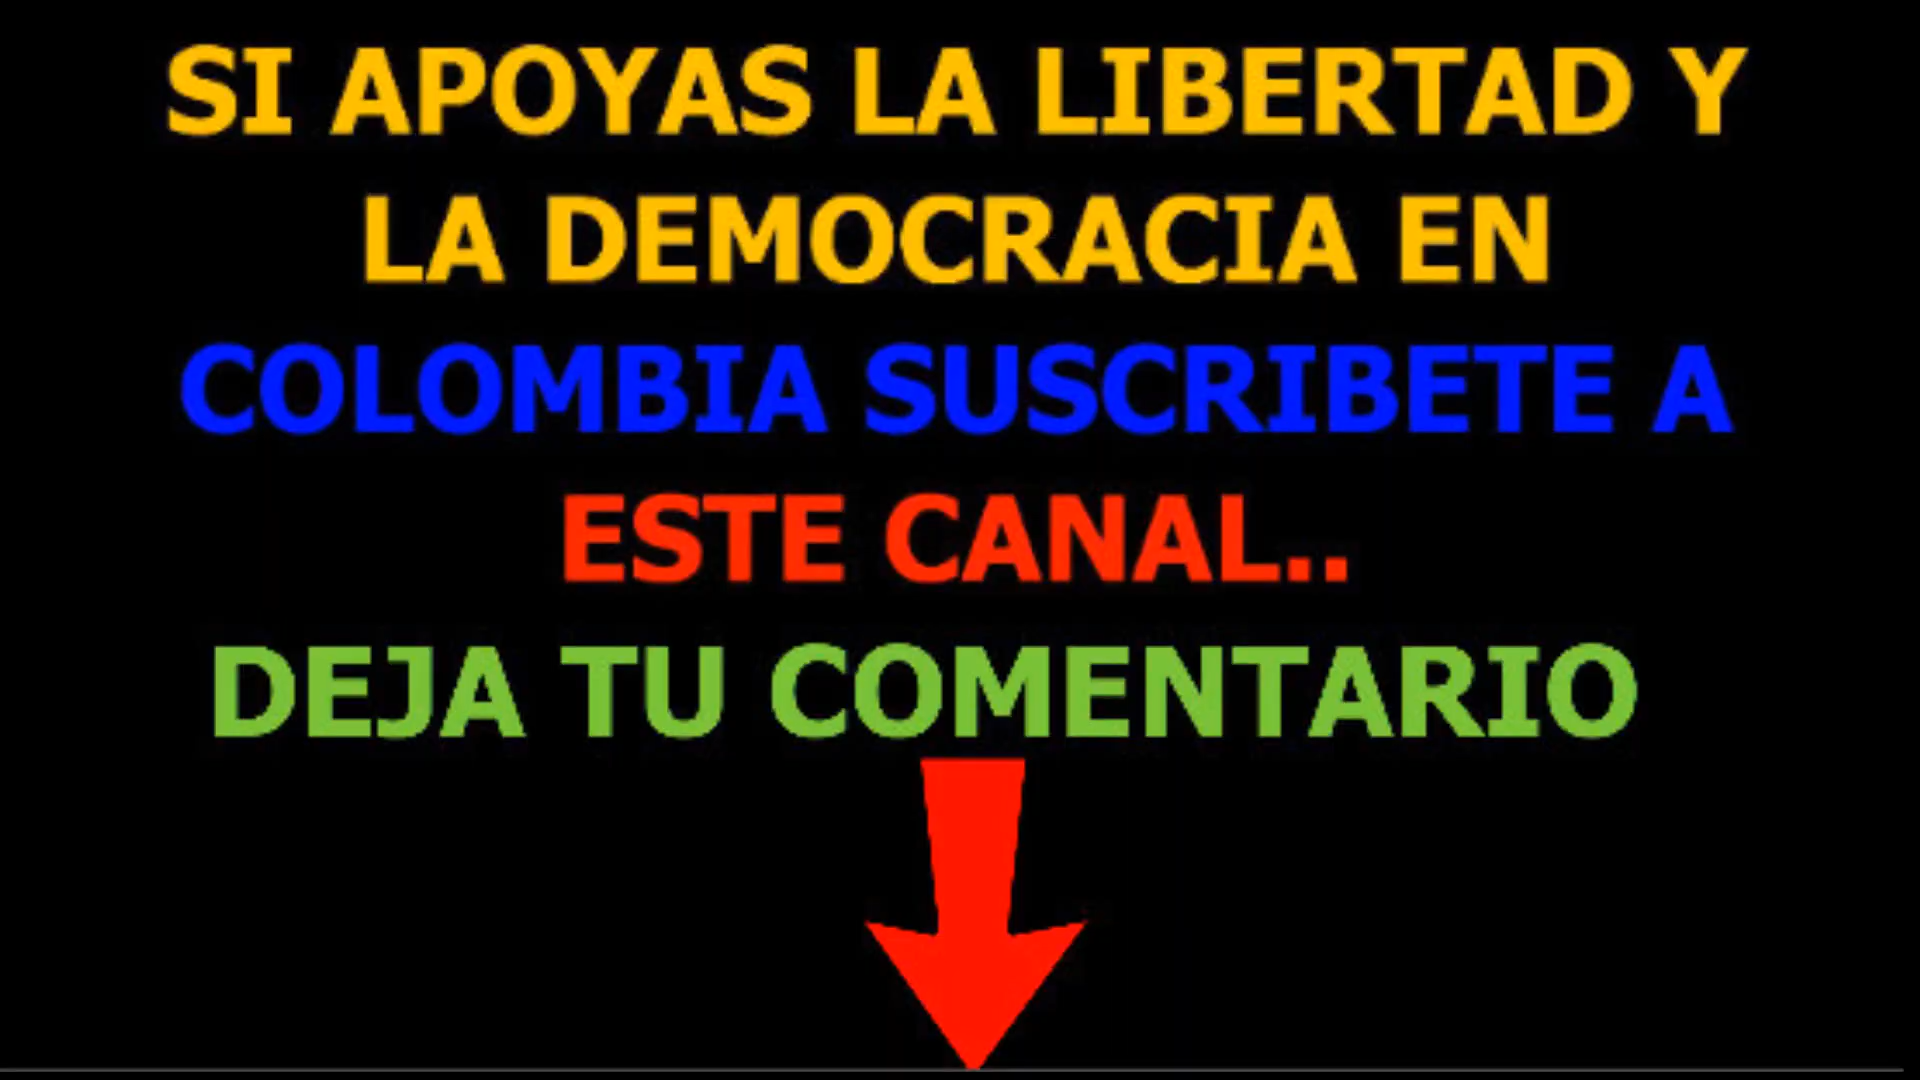 SI APOYAS LA LIBERTAD Y
LA DEMOCRACIA EN
COLOMBIA SUSCRIBETE A
ESTE CANAL..
DEJA TU COMENTARIO